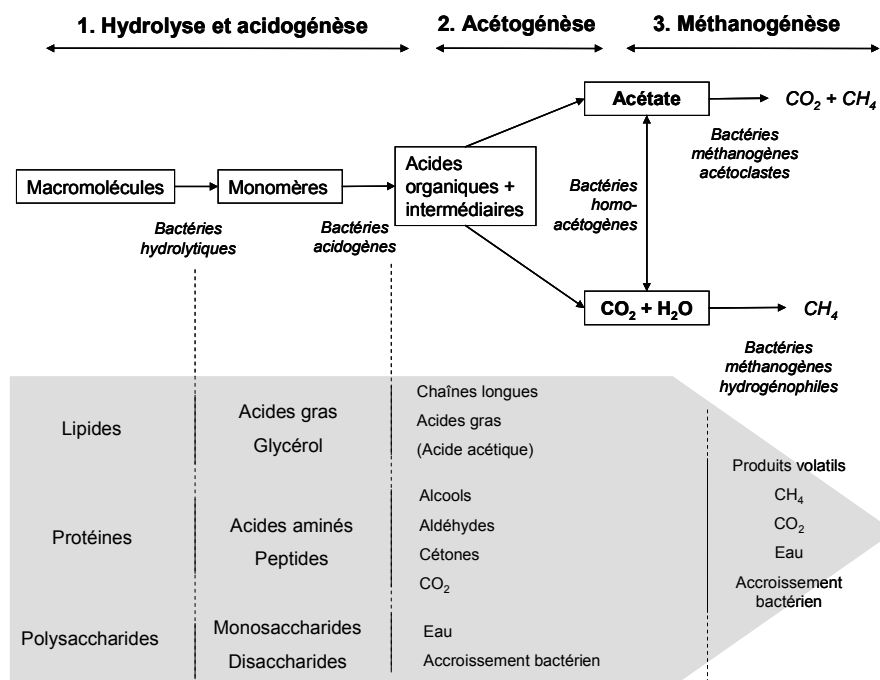 1. Hydrolyse et acidogénèse
2. Acétogénèse
3. Méthanogénèse
Macromolécules
Monomères
Acides
organiques +
intermédiaires
Acétate
CO₂ + CH₄
Bactéries
hydrolytiques
Bactéries
acidogènes
Bactéries
homo-
acétogènes
Bactéries
méthanogènes
acétoclastes
CO₂ + H₂O
CH₄
Bactéries
méthanogènes
hydrogénophiles
Lipides
Acides gras
Glycérol
Chaînes longues
Acides gras
(Acide acétique)
Protéines
Acides aminés
Peptides
Alcools
Aldéhydes
Cétones
CO₂
Polysaccharides
Monosaccharides
Disaccharides
Eau
Accroissement bactérien
Produits volatils
CH₄
CO₂
Eau
Accroissement
bactérien